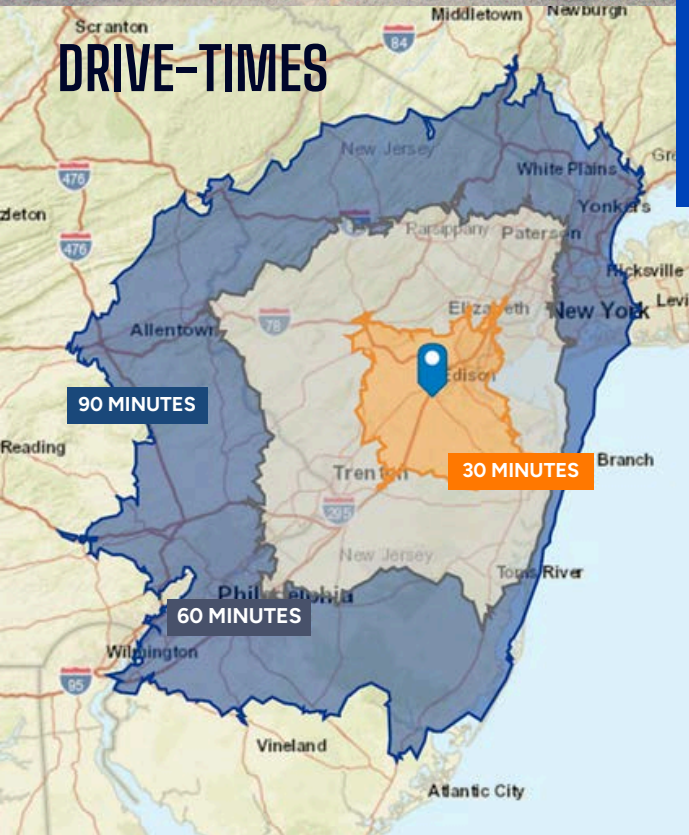 Middletown
Newburgh
Scranton
84
DRIVE-TIMES
New Jersey
476
White Plains
Yonkers
zleton
476
Parsippany
Paterson
Hicksville
Levi
Elizabeth
New York
78
Allentown
Edison
90 MINUTES
Reading
Branch
30 MINUTES
Trenton
295
New Jersey
Toms River
Philadelphia
60 MINUTES
Wilmington
95
Vineland
Atlantic City